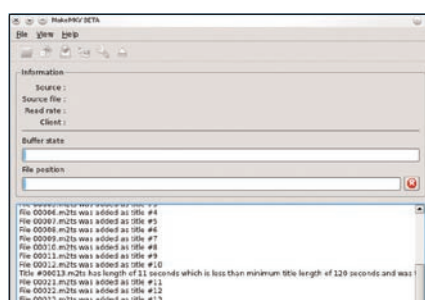 MakeMKV BETA
File View Help
Information
Source :
Source file :
Read rate :
Client :
Buffer state
File position
File 00006.m2ts was added as title #4
File 00007.m2ts was added as title #5
File 00008.m2ts was added as title #6
File 00009.m2ts was added as title #7
File 00010.m2ts was added as title #8
File 00011.m2ts was added as title #9
File 00012.m2ts was added as title #10
Title #00013.m2ts has length of 11 seconds which is less than minimum title length of 120 seconds and was
File 00021.m2ts was added as title #11
File 00022.m2ts was added as title #12